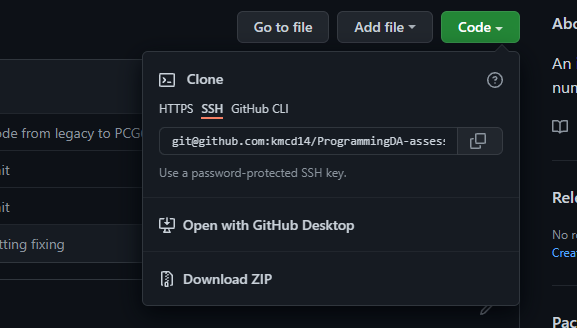 Go to file
Add file
Code
Abo
Clone
An
num
HTTPS SSH GitHub CLI
ode from legacy to PCG
git@github.com:kmcd14/ProgrammingDA-asses
it
Use a password-protected SSH key.
Rele
it
Open with GitHub Desktop
No re
tting fixing
Crea
Download ZIP
Pac